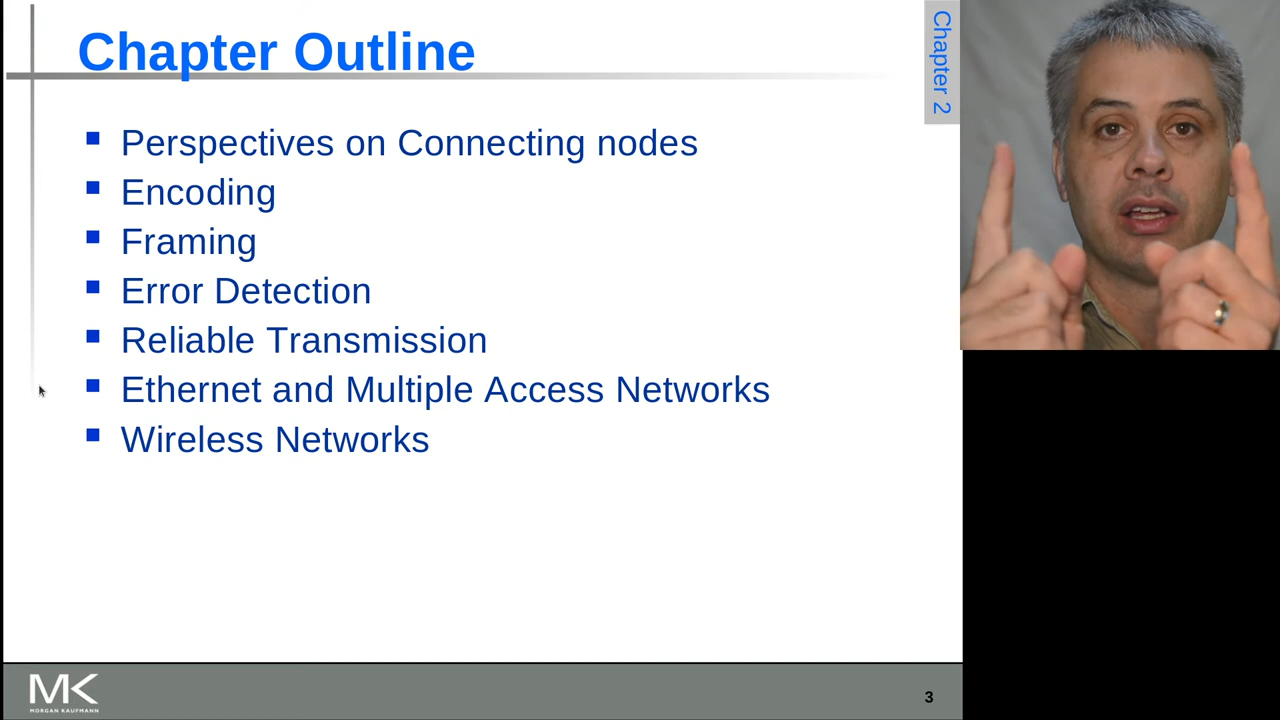 Chapter Outline
Chapter 2
Perspectives on Connecting nodes
Encoding
Framing
Error Detection
Reliable Transmission
Ethernet and Multiple Access Networks
Wireless Networks
MK
MORGAN KAUFMANN
3